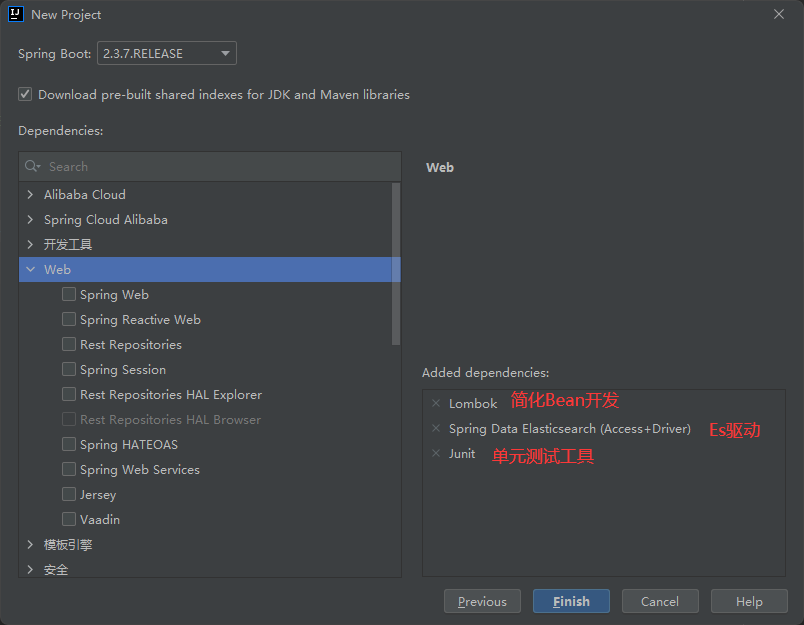 New Project
Spring Boot: 2.3.7.RELEASE
Download pre-built shared indexes for JDK and Maven libraries
Dependencies:
Search
Alibaba Cloud
Spring Cloud Alibaba
开发工具
Web
Spring Web
Spring Reactive Web
Rest Repositories
Spring Session
Rest Repositories HAL Explorer
Rest Repositories HAL Browser
Spring HATEOAS
Spring Web Services
Jersey
Vaadin
模板引擎
安全
Web
Added dependencies:
Lombok 简化Bean开发
Spring Data Elasticsearch (Access+Driver) Es驱动
Junit 单元测试工具
Previous Finish Cancel Help